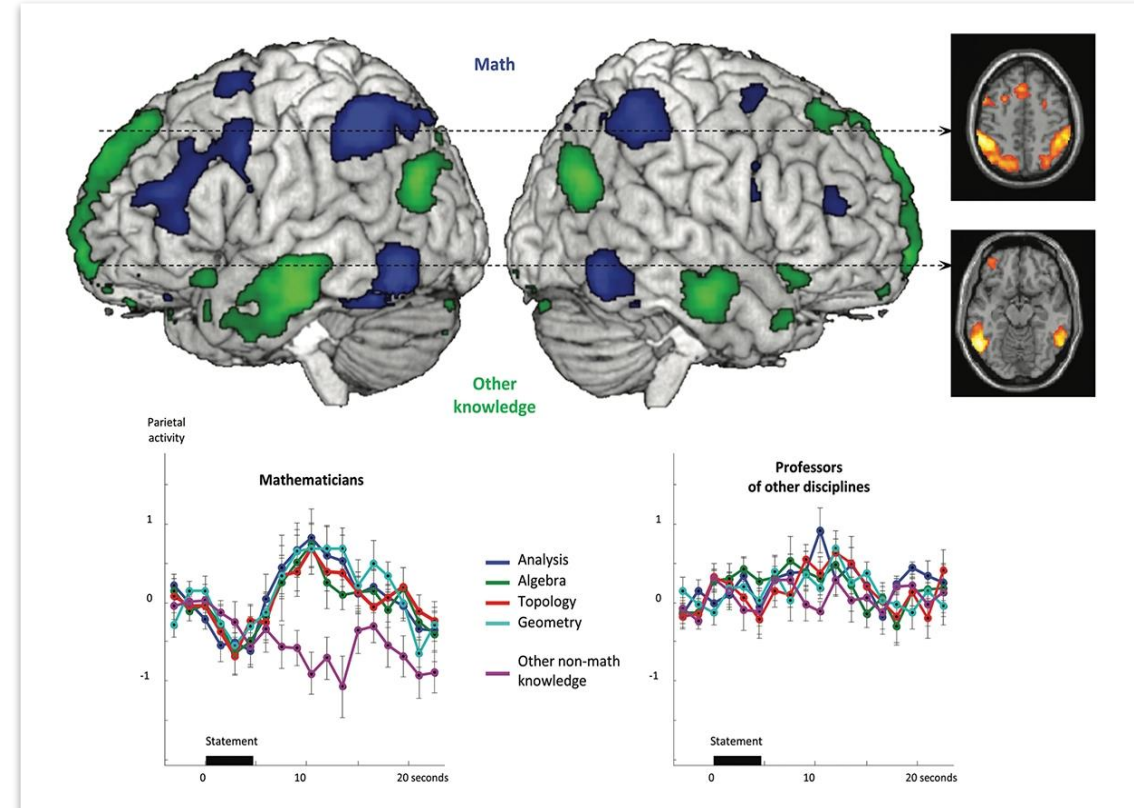 Math
Other
knowledge
Parietal
activity
Mathematicians
1
0
-1
Statement
0
10
20 seconds
Analysis
Algebra
Topology
Geometry
Other non-math
knowledge
Professors
of other disciplines
1
0
-1
Statement
0
10
20 seconds